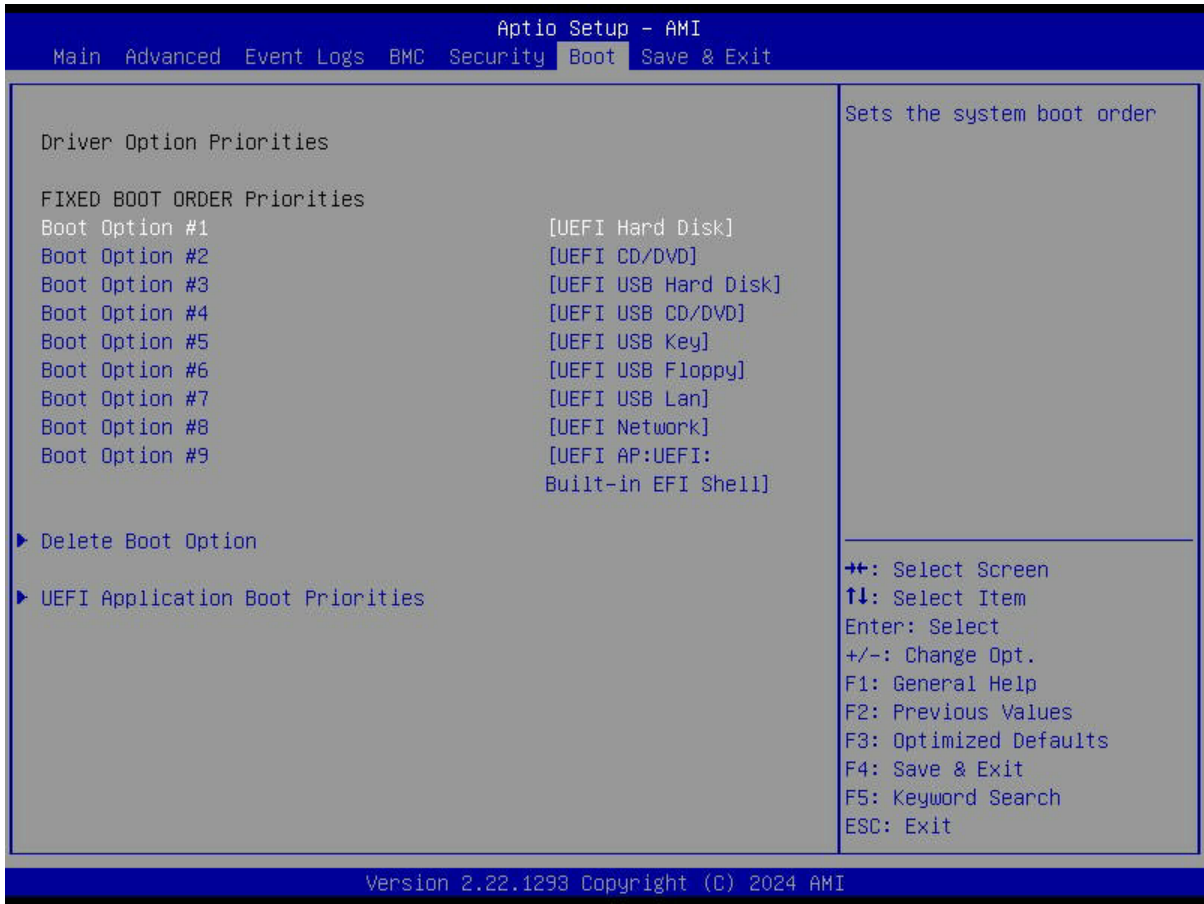 Aptio Setup – AMI
Main Advanced Event Logs BMC Security Boot Save & Exit
Sets the system boot order
Driver Option Priorities
FIXED BOOT ORDER Priorities
Boot Option #1 [UEFI Hard Disk]
Boot Option #2 [UEFI CD/DVD]
Boot Option #3 [UEFI USB Hard Disk]
Boot Option #4 [UEFI USB CD/DVD]
Boot Option #5 [UEFI USB Key]
Boot Option #6 [UEFI USB Floppy]
Boot Option #7 [UEFI USB Lan]
Boot Option #8 [UEFI Network]
Boot Option #9 [UEFI AP:UEFI:
Built-in EFI Shell]
Delete Boot Option
UEFI Application Boot Priorities
→←: Select Screen
↑↓: Select Item
Enter: Select
+/-: Change Opt.
F1: General Help
F2: Previous Values
F3: Optimized Defaults
F4: Save & Exit
F5: Keyword Search
ESC: Exit
Version 2.22.1293 Copyright (C) 2024 AMI